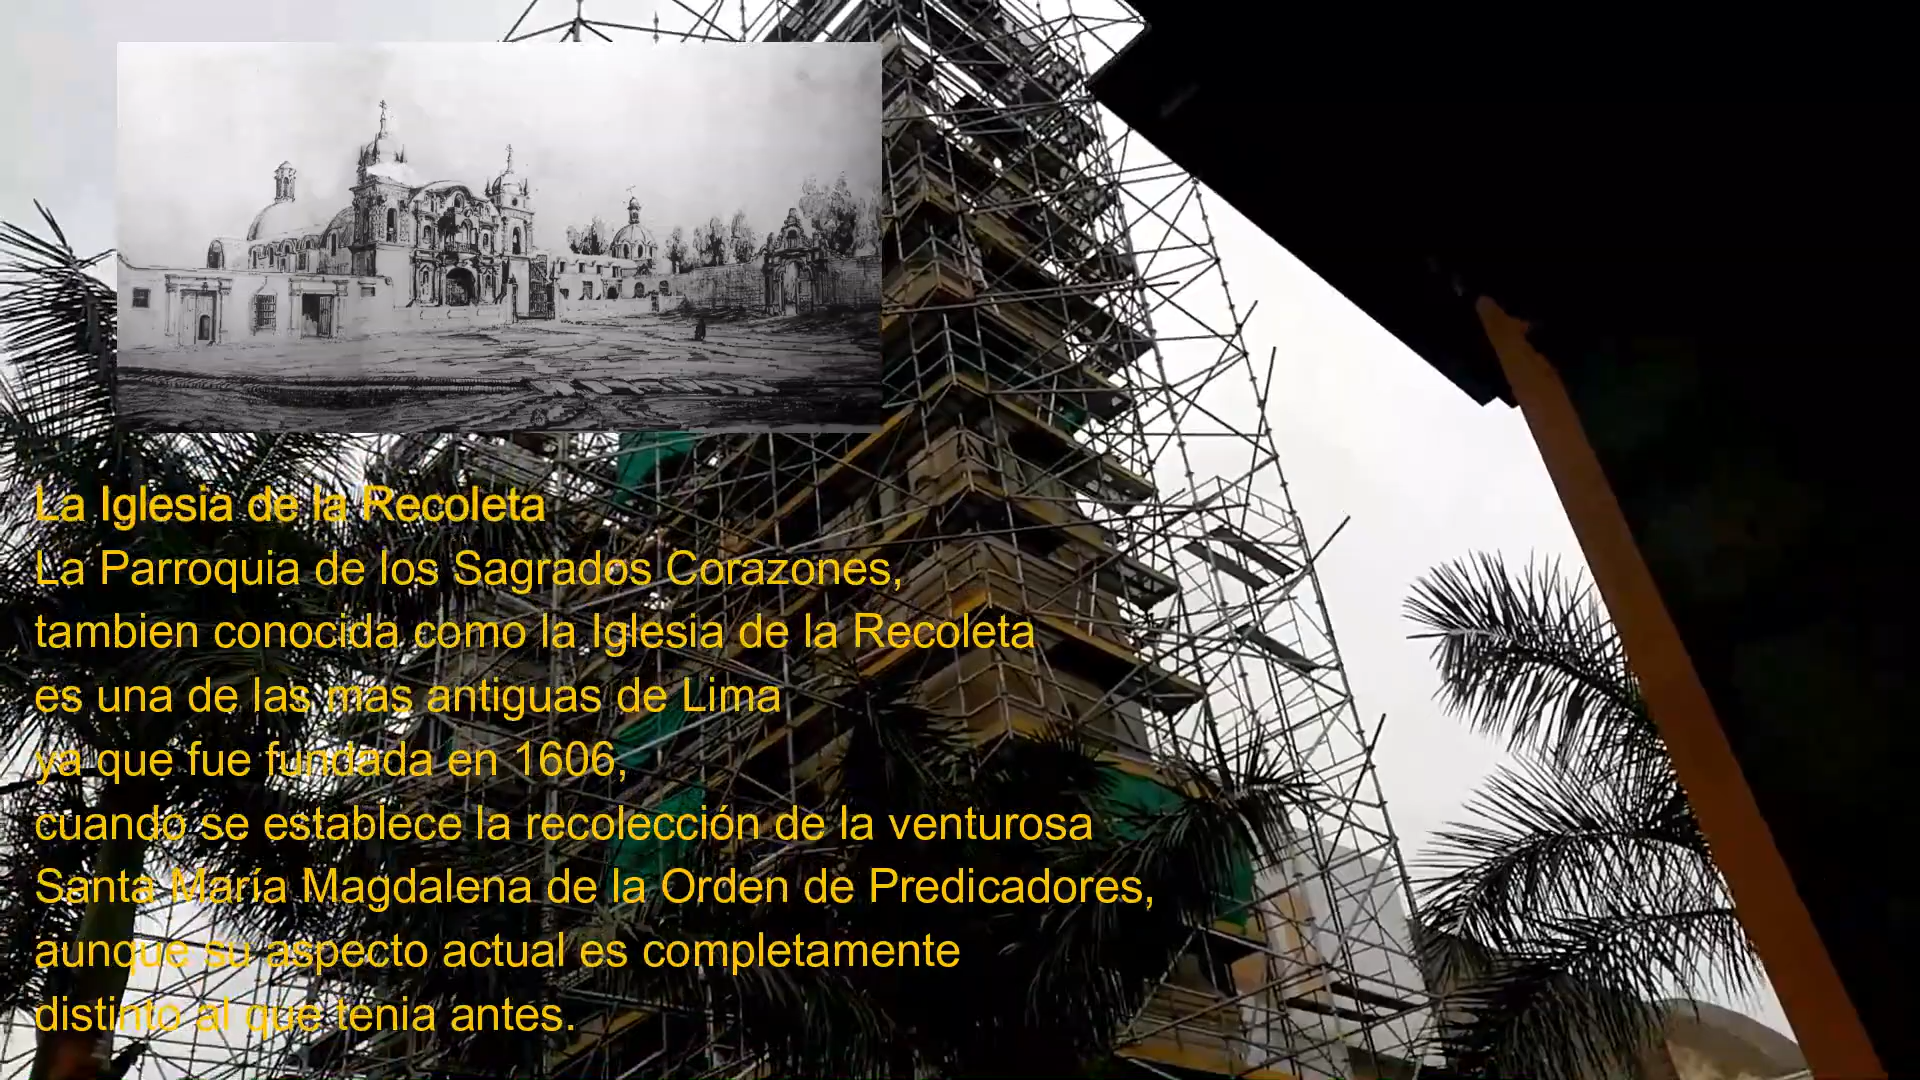 La Iglesia de la Recoleta
La Parroquia de los Sagrados Corazones,
tambien conocida como la Iglesia de la Recoleta
es una de las mas antiguas de Lima
ya que fue fundada en 1606,
cuando se establece la recolección de la venturosa
Santa María Magdalena de la Orden de Predicadores,
aunque su aspecto actual es completamente
distinto al que tenia antes.